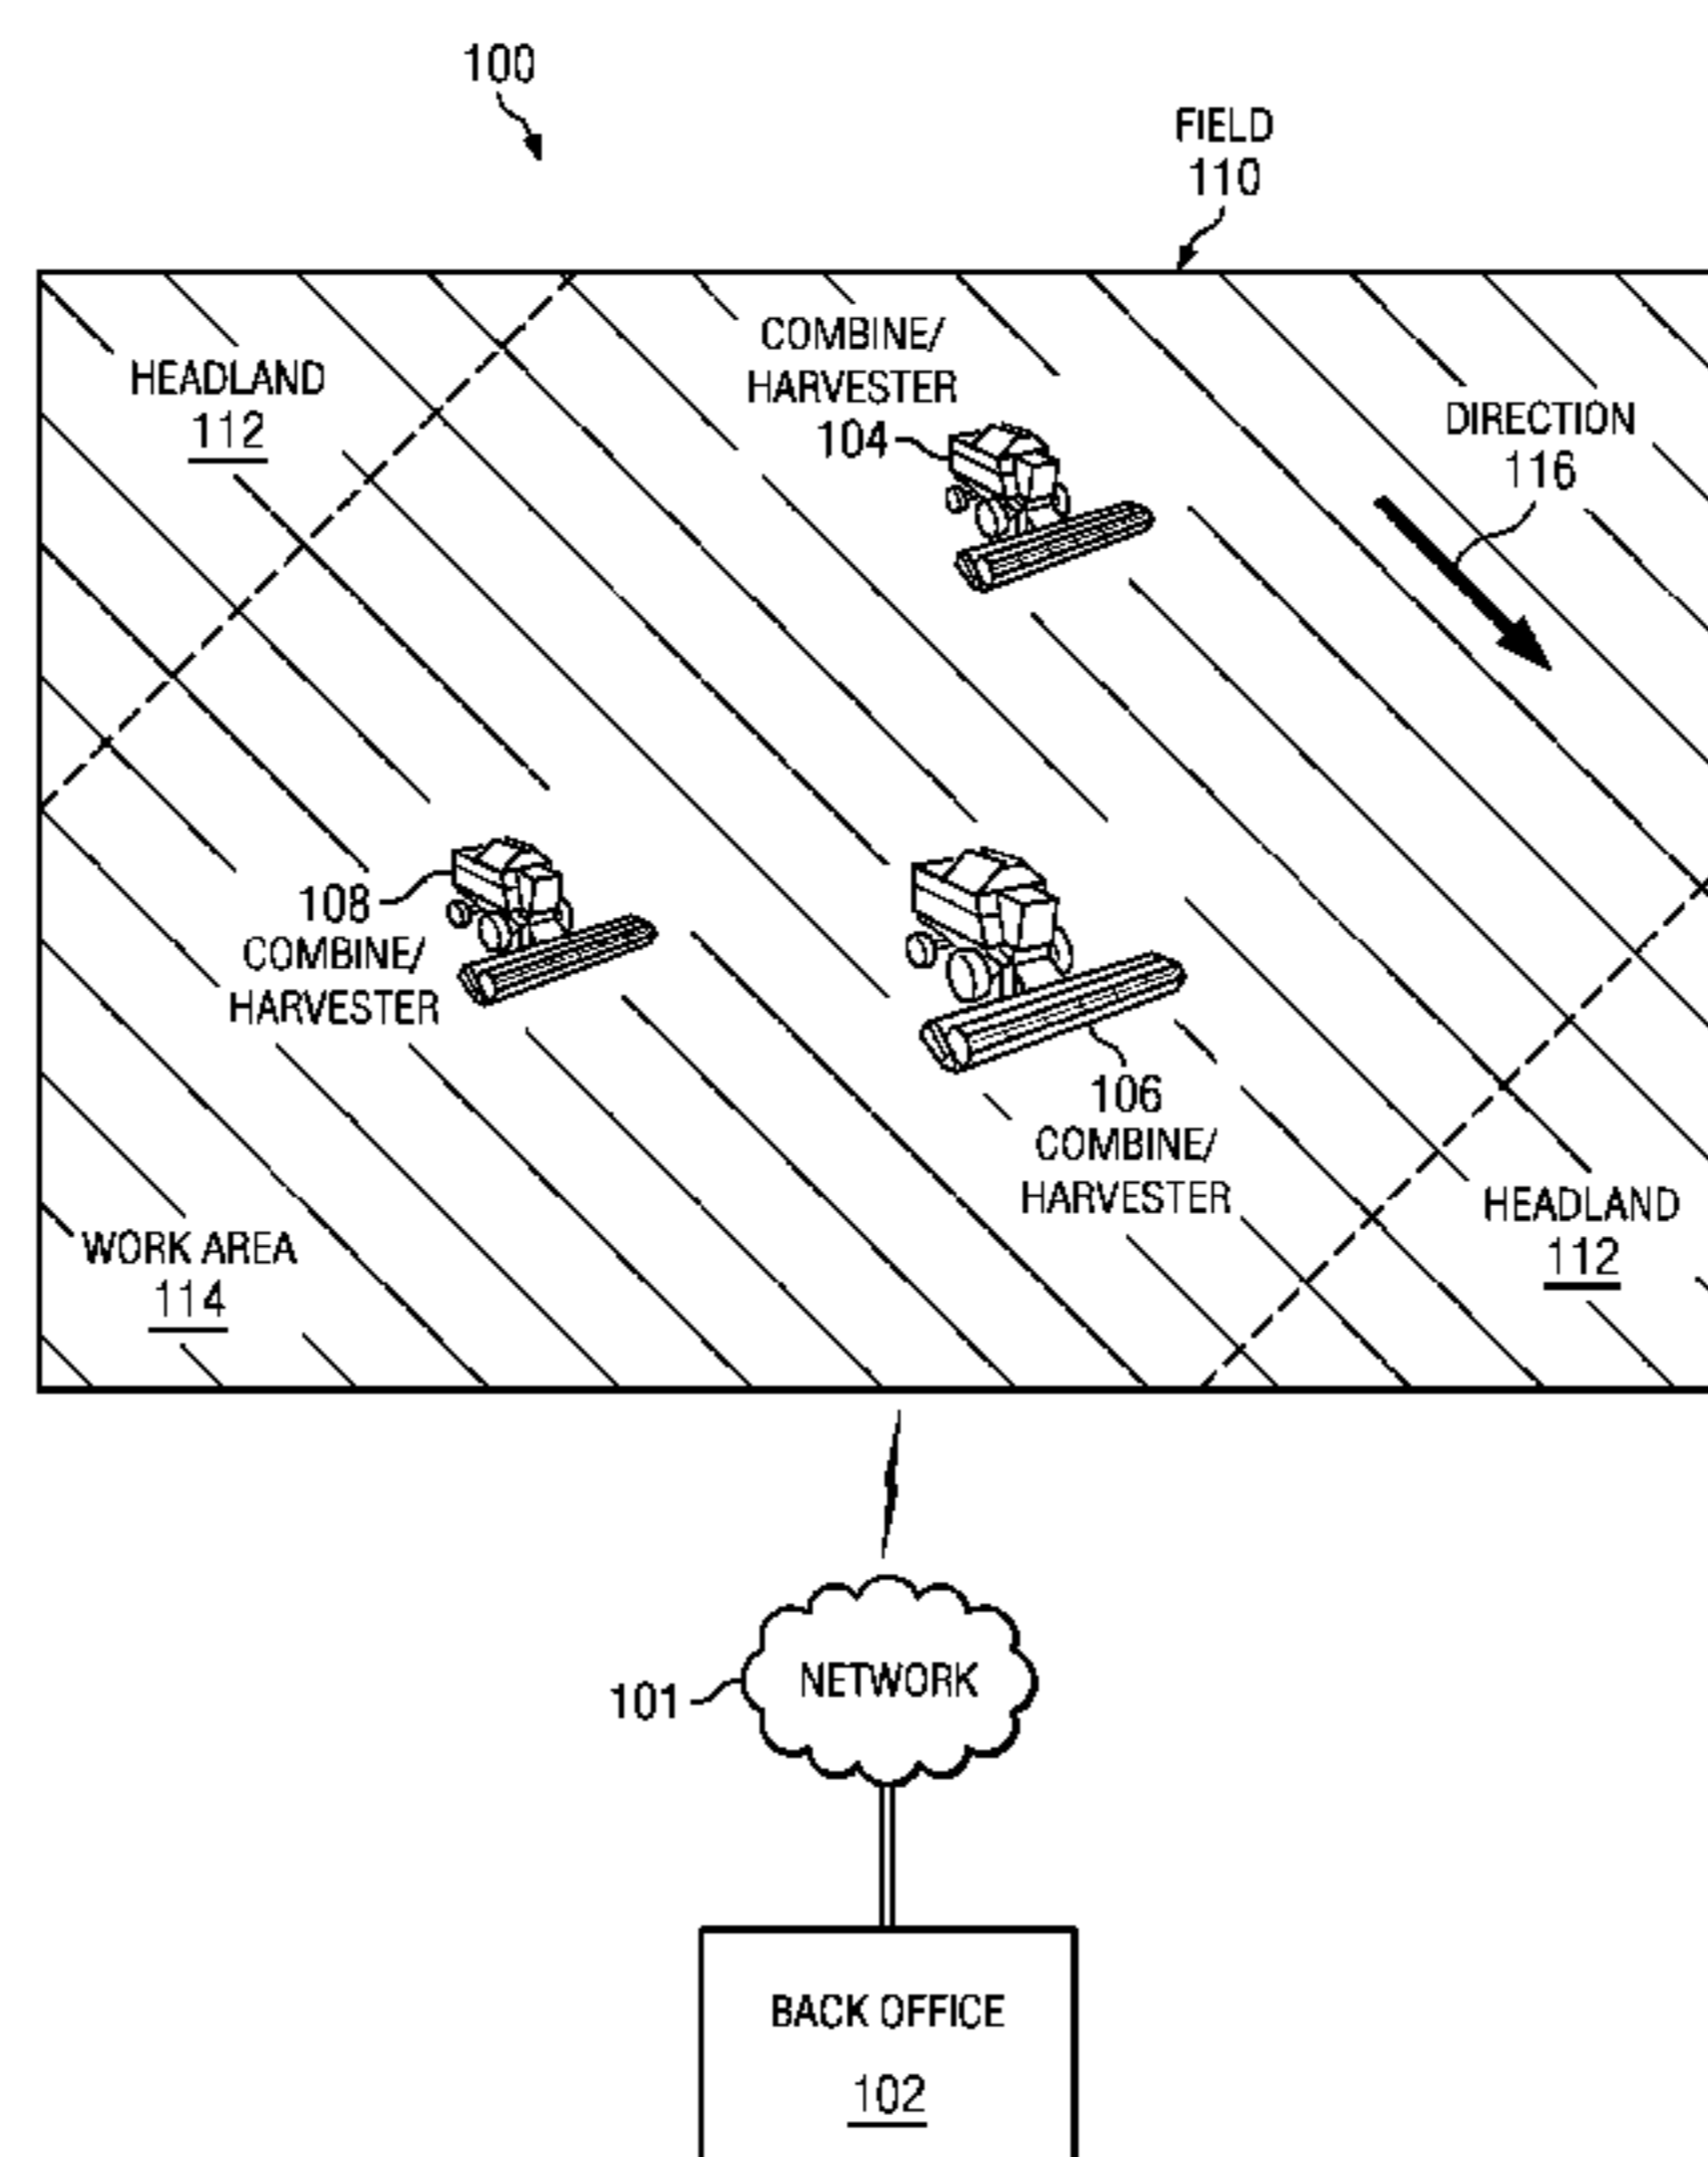 100
FIELD
110
COMBINE/
HARVESTER
104
HEADLAND
112
DIRECTION
116
108
COMBINE/
HARVESTER
106
COMBINE/
HARVESTER
HEADLAND
112
WORK AREA
114
101
NETWORK
BACK OFFICE
102